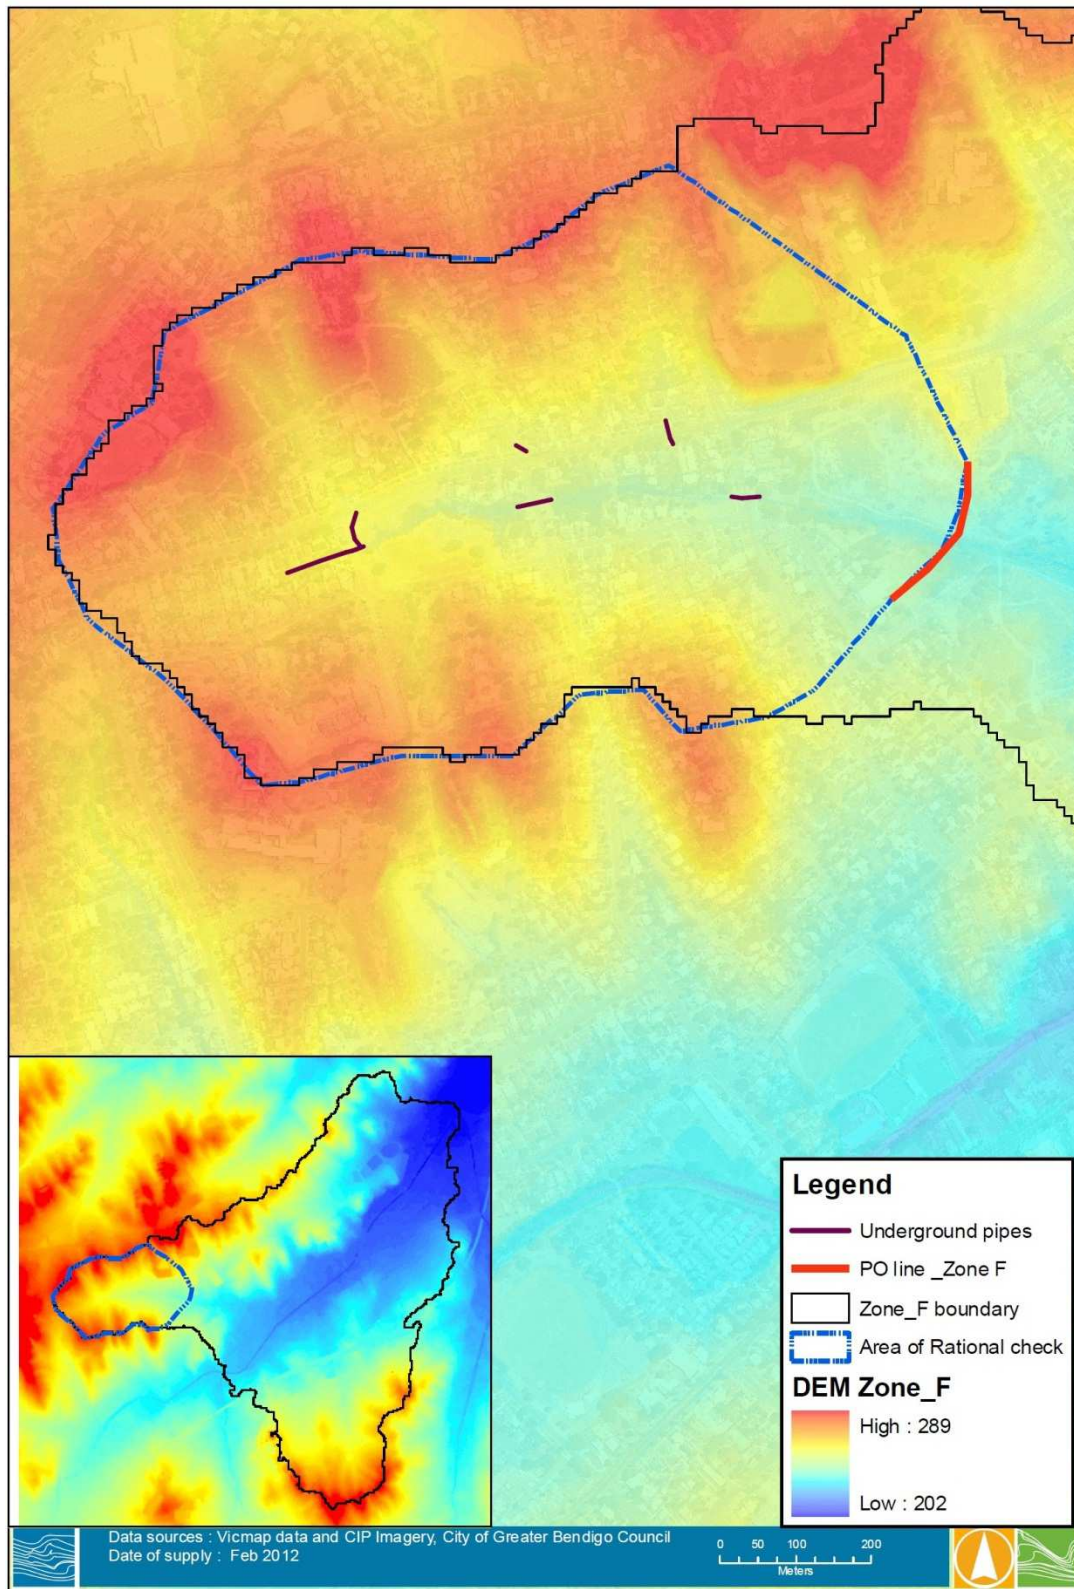 Legend
Underground pipes
PO line _Zone F
Zone_F boundary
Area of Rational check
DEM Zone_F
High : 289
Low : 202
Data sources : Vicmap data and CIP Imagery, City of Greater Bendigo Council
Date of supply : Feb 2012
0 50 100 200
Meters